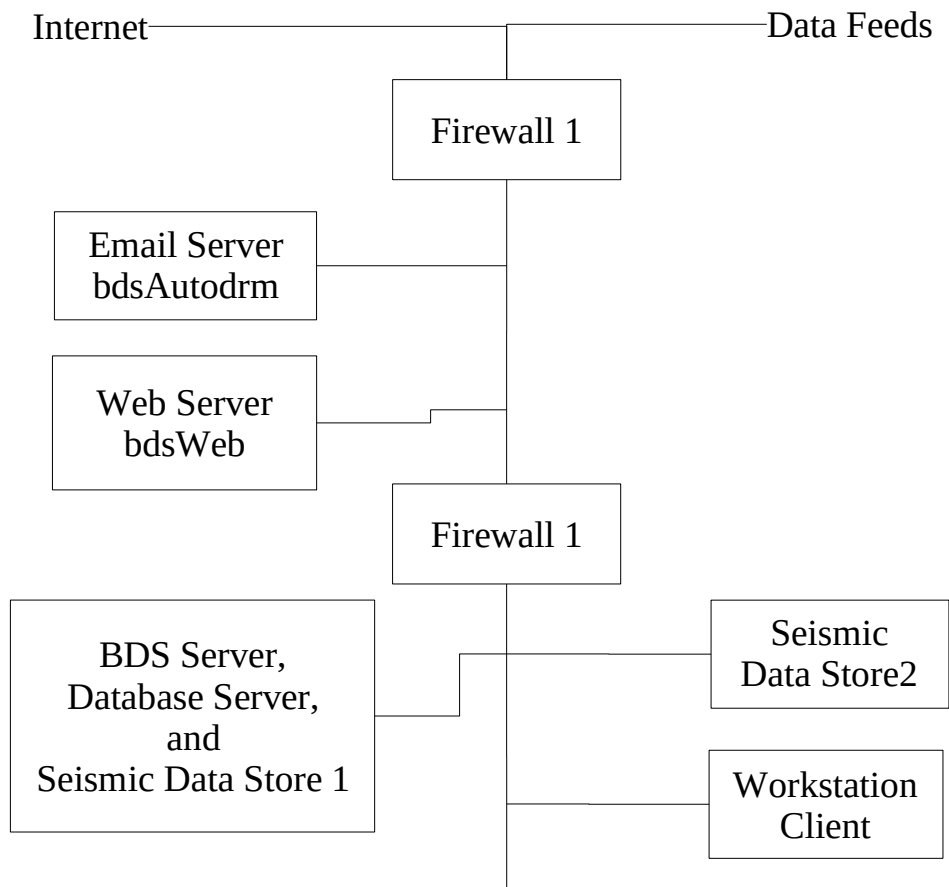 Internet
Data Feeds
Firewall 1
Email Server
bdsAutodrm
Web Server
bdsWeb
Firewall 1
BDS Server,
Database Server,
and
Seismic Data Store 1
Seismic
Data Store2
Workstation
Client